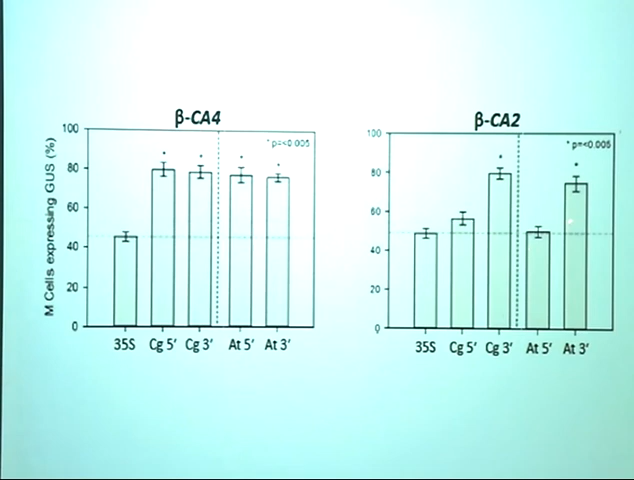 β-CA4
M Cells expressing GUS (%)
100
80
60
40
20
0
* p=<0.005
35S Cg 5' Cg 3' At 5' At 3'
β-CA2
100
80
60
40
20
0
* p=<0.005
35S Cg 5' Cg 3' At 5' At 3'